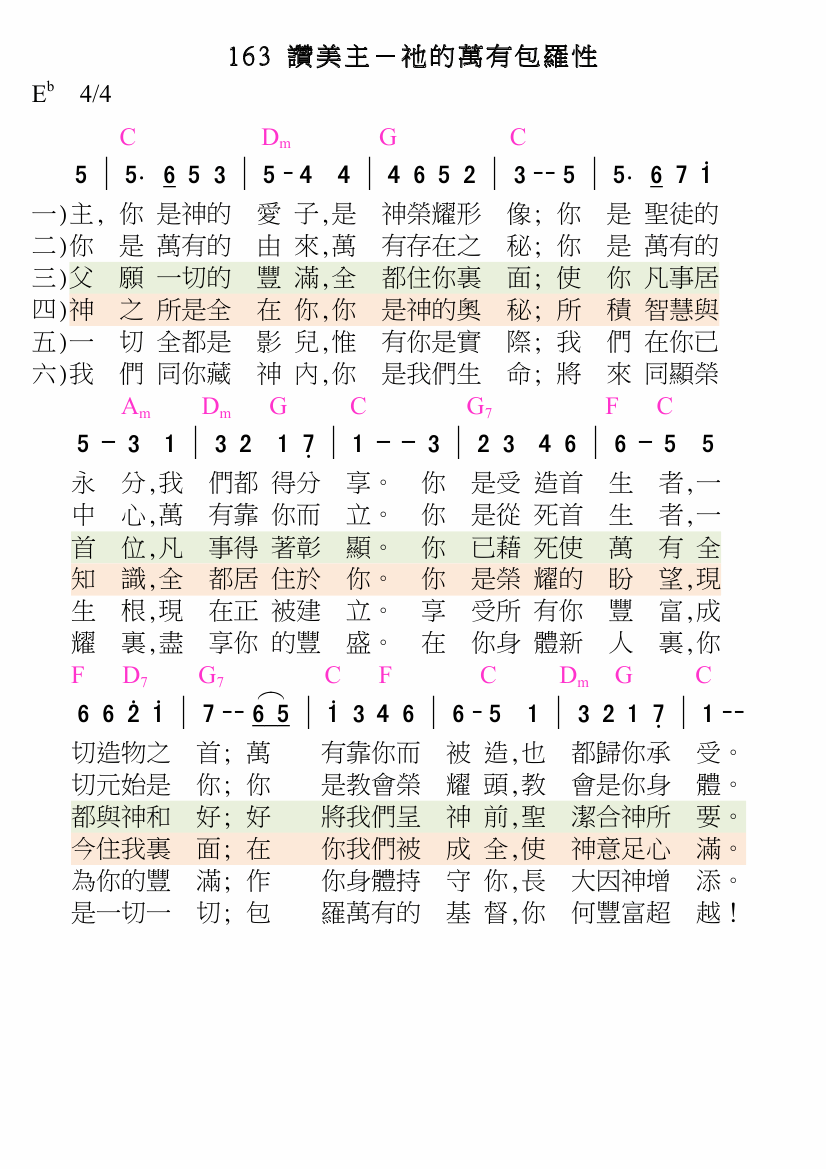 163 讚美主－祂的萬有包羅性
E♭ 4/4
C Dm G C
5 | 5. 6 5 3 | 5 - 4 4 | 4 6 5 2 | 3 -- 5 | 5. 6 7 i
一)主, 你 是神的 愛 子,是 神榮耀形 像; 你 是 聖徒的
二)你 是 萬有的 由 來,萬 有存在之 秘; 你 是 萬有的
三)父 願 一切的 豐 滿,全 都住你裏 面; 使 你 凡事居
四)神 之 所是全 在 你,你 是神的奧 秘; 所 積 智慧與
五)一 切 全都是 影 兒,惟 有你是實 際; 我 們 在你已
六)我 們 同你藏 神 內,你 是我們生 命; 將 來 同顯榮
Am Dm G C G7 F C
5 - 3 1 | 3 2 1 7̣ | 1 - - 3 | 2 3 4 6 | 6 - 5 5
永 分,我 們都 得分 享。 你 是受 造首 生 者,一
中 心,萬 有靠 你而 立。 你 是從 死首 生 者,一
首 位,凡 事得 著彰 顯。 你 已藉 死使 萬 有 全
知 識,全 都居 住於 你。 你 是榮 耀的 盼 望,現
生 根,現 在正 被建 立。 享 受所 有你 豐 富,成
耀 裏,盡 享你 的豐 盛。 在 你身 體新 人 裏,你
F D7 G7 C F C Dm G C
6 6 2̇ i | 7 -- 6 5 | i 3 4 6 | 6 - 5 1 | 3 2 1 7̣ | 1 --
切造物之 首; 萬 有靠你而 被 造,也 都歸你承 受。
切元始是 你; 你 是教會榮 耀 頭,教 會是你身 體。
都與神和 好; 好 將我們呈 神 前,聖 潔合神所 要。
今住我裏 面; 在 你我們被 成 全,使 神意足心 滿。
為你的豐 滿; 作 你身體持 守 你,長 大因神增 添。
是一切一 切; 包 羅萬有的 基 督,你 何豐富超 越！